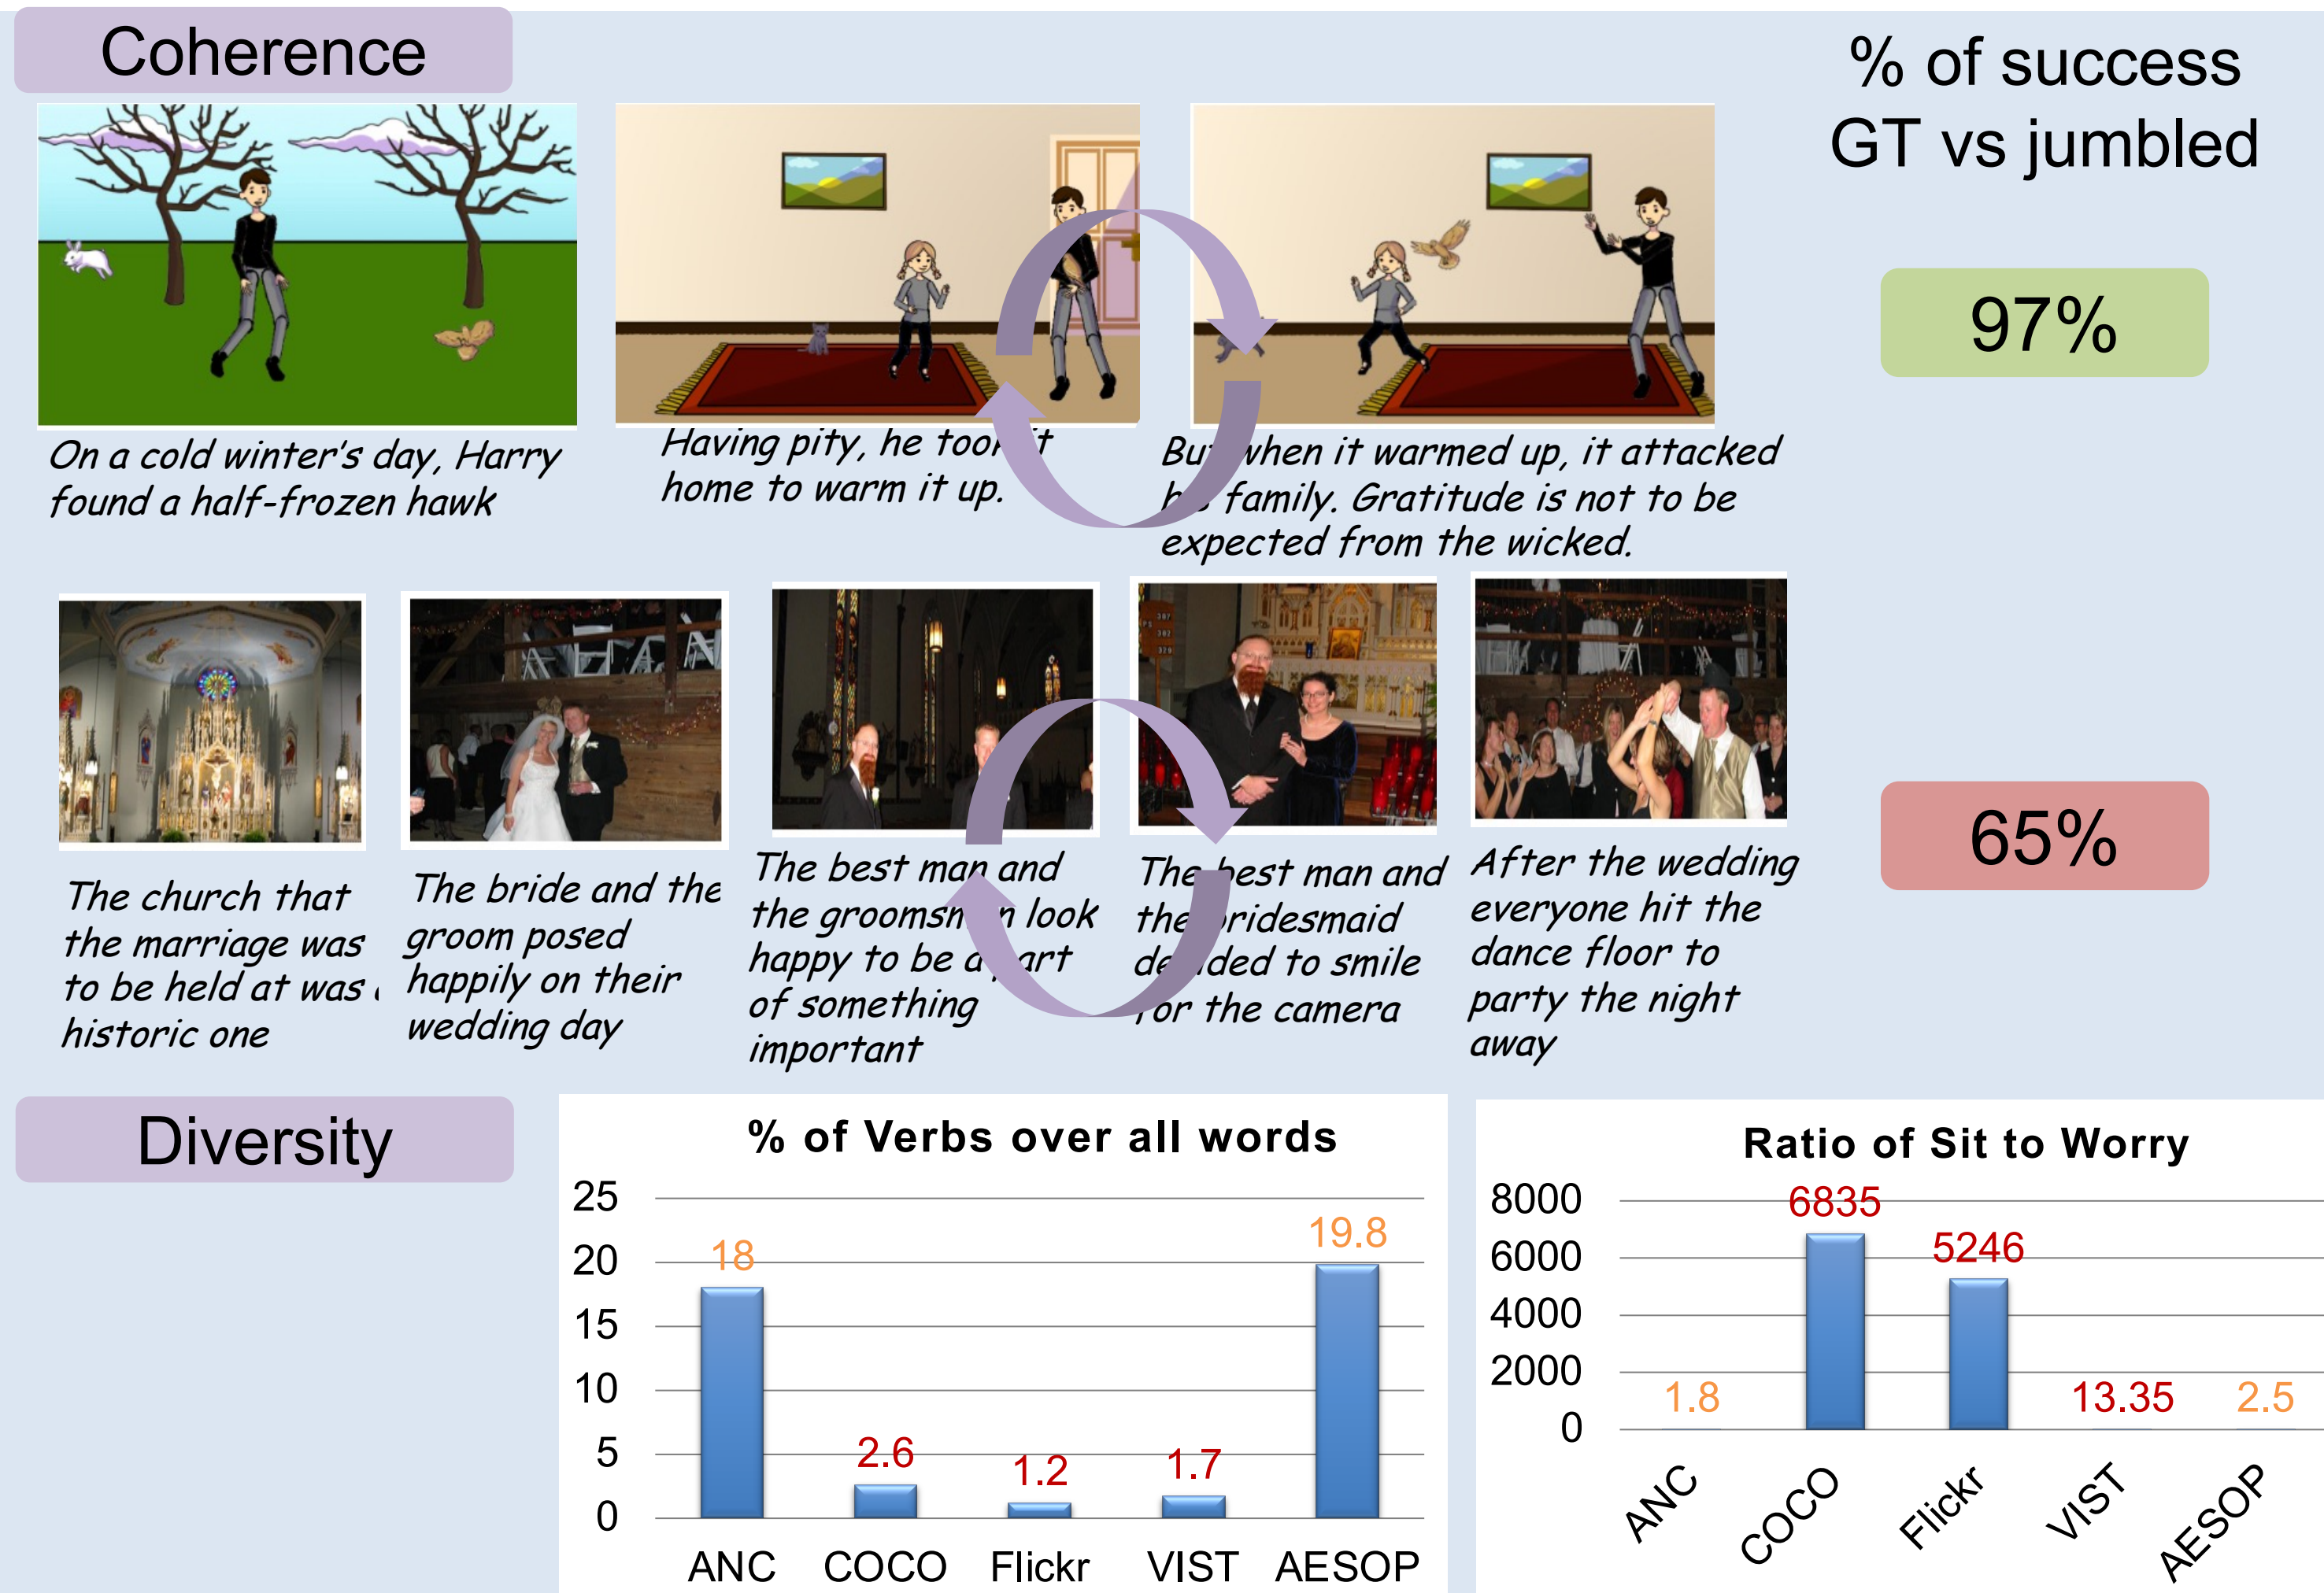 Coherence
% of success
GT vs jumbled
97%
On a cold winter's day, Harry
found a half-frozen hawk
Having pity, he took it
home to warm it up.
But when it warmed up, it attacked
his family. Gratitude is not to be
expected from the wicked.
65%
The church that
the marriage was
to be held at was
historic one
The bride and the
groom posed
happily on their
wedding day
The best man and
the groomsmen look
happy to be a part
of something
important
The best man and
the bridesmaid
decided to smile
for the camera
After the wedding
everyone hit the
dance floor to
party the night
away
Diversity
% of Verbs over all words
25
20
15
10
5
0
18
2.6
1.2
1.7
19.8
ANC COCO Flickr VIST AESOP
Ratio of Sit to Worry
8000
6000
4000
2000
0
1.8
6835
5246
13.35
2.5
ANC COCO Flickr VIST AESOP